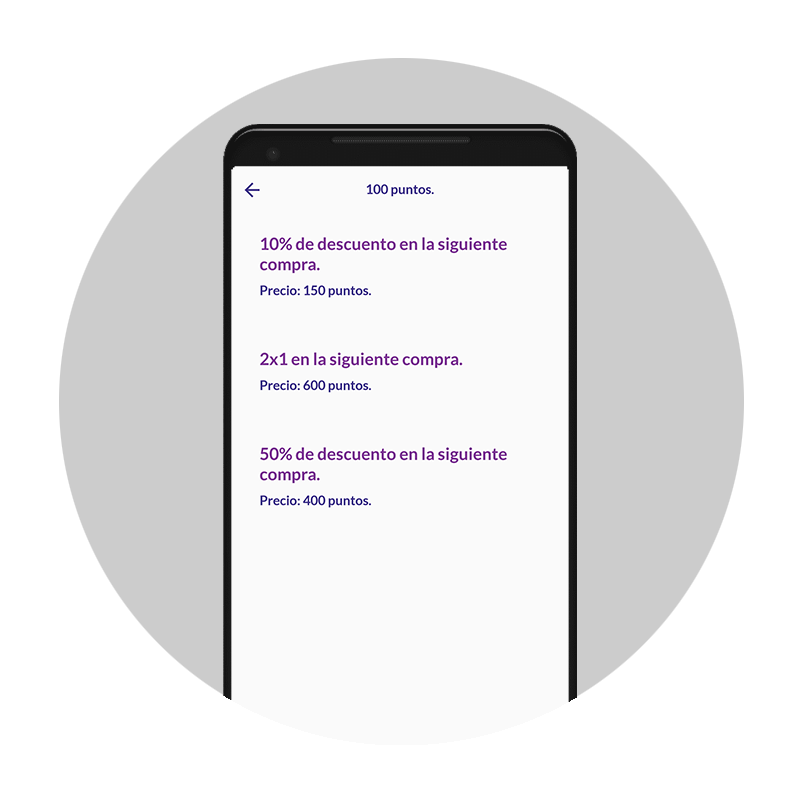 100 puntos.
10% de descuento en la siguiente
compra.
Precio: 150 puntos.
2x1 en la siguiente compra.
Precio: 600 puntos.
50% de descuento en la siguiente
compra.
Precio: 400 puntos.